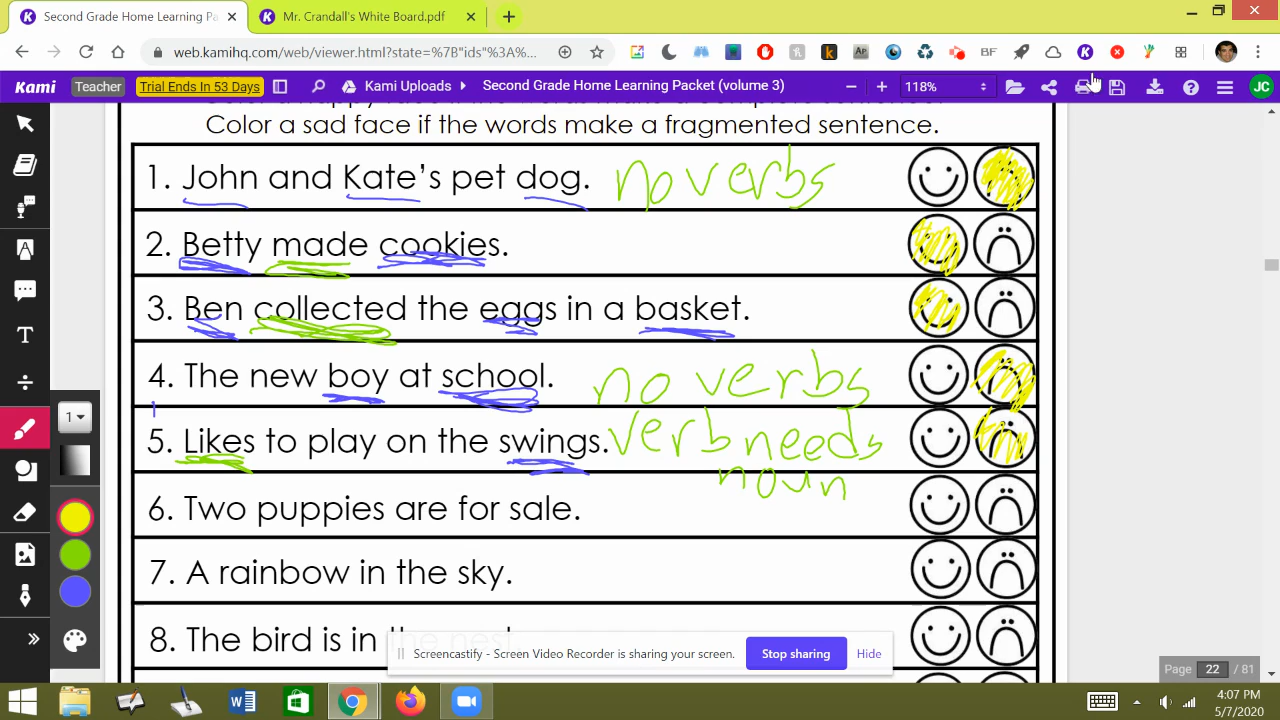 Second Grade Home Learning Pa
Mr. Crandall's White Board.pdf
web.kamihq.com/web/viewer.html?state=%7B"ids"%3A%...
Kami
Teacher
Trial Ends In 53 Days
Kami Uploads
Second Grade Home Learning Packet (volume 3)
118%
JC
Color a sad face if the words make a fragmented sentence.
1. John and Kate's pet dog. no verbs
2. Betty made cookies.
3. Ben collected the eggs in a basket.
4. The new boy at school. no verbs
5. Likes to play on the swings. verb needs
noun
6. Two puppies are for sale.
7. A rainbow in the sky.
8. The bird is in the nest
Screencastify - Screen Video Recorder is sharing your screen.
Stop sharing
Hide
Page 22 / 81
1
4:07 PM
5/7/2020